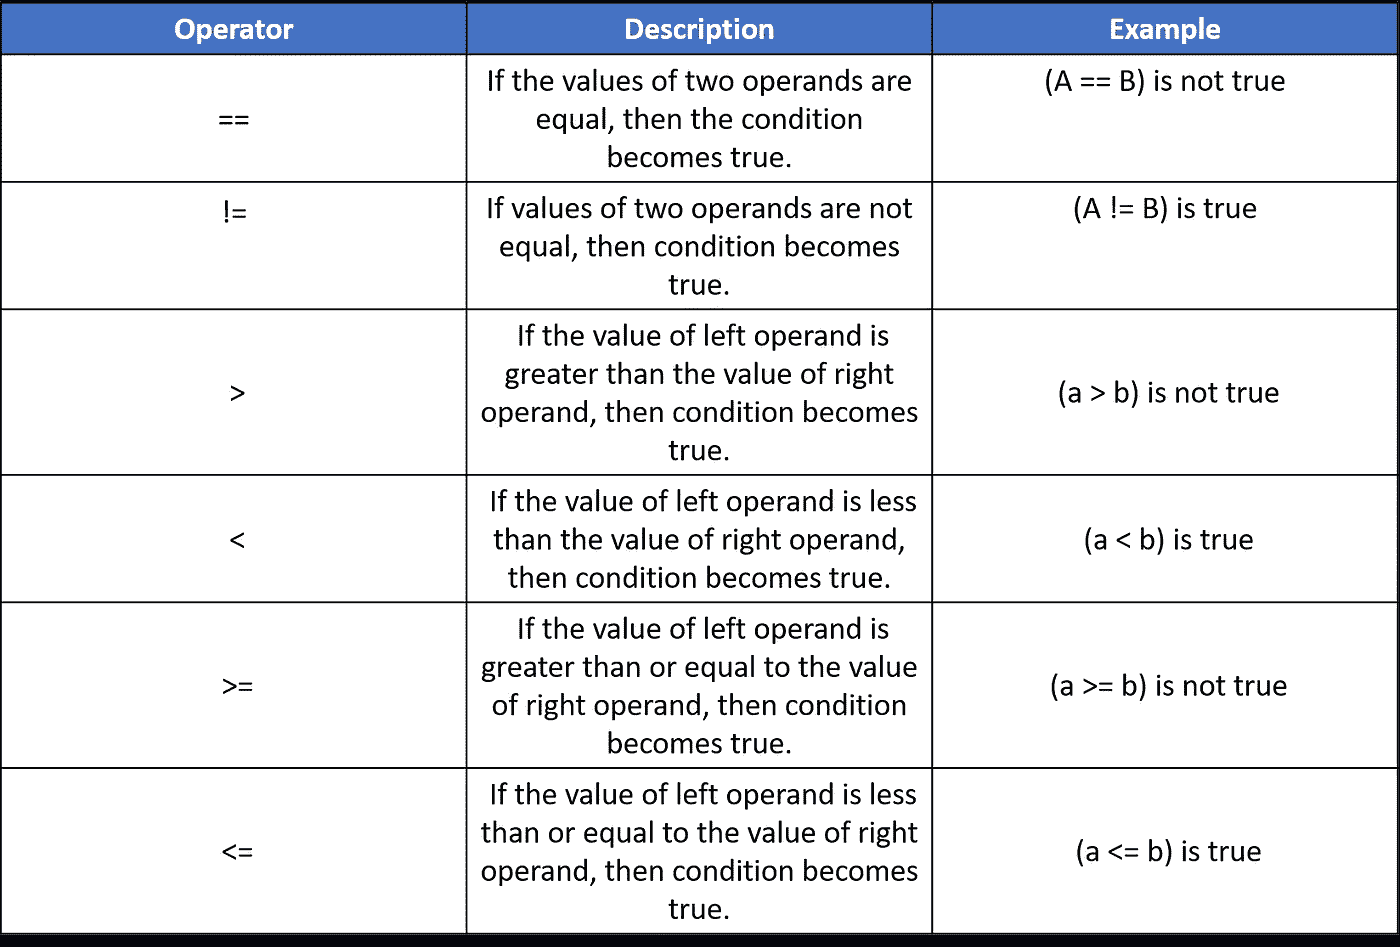 Operator Description Example
==
If the values of two operands are
equal, then the condition
becomes true.
(A == B) is not true
!=
If values of two operands are not
equal, then condition becomes
true.
(A != B) is true
>
If the value of left operand is
greater than the value of right
operand, then condition becomes
true.
(a > b) is not true
<
If the value of left operand is less
than the value of right operand,
then condition becomes true.
(a < b) is true
>=
If the value of left operand is
greater than or equal to the value
of right operand, then condition
becomes true.
(a >= b) is not true
<=
If the value of left operand is less
than or equal to the value of right
operand, then condition becomes
true.
(a <= b) is true